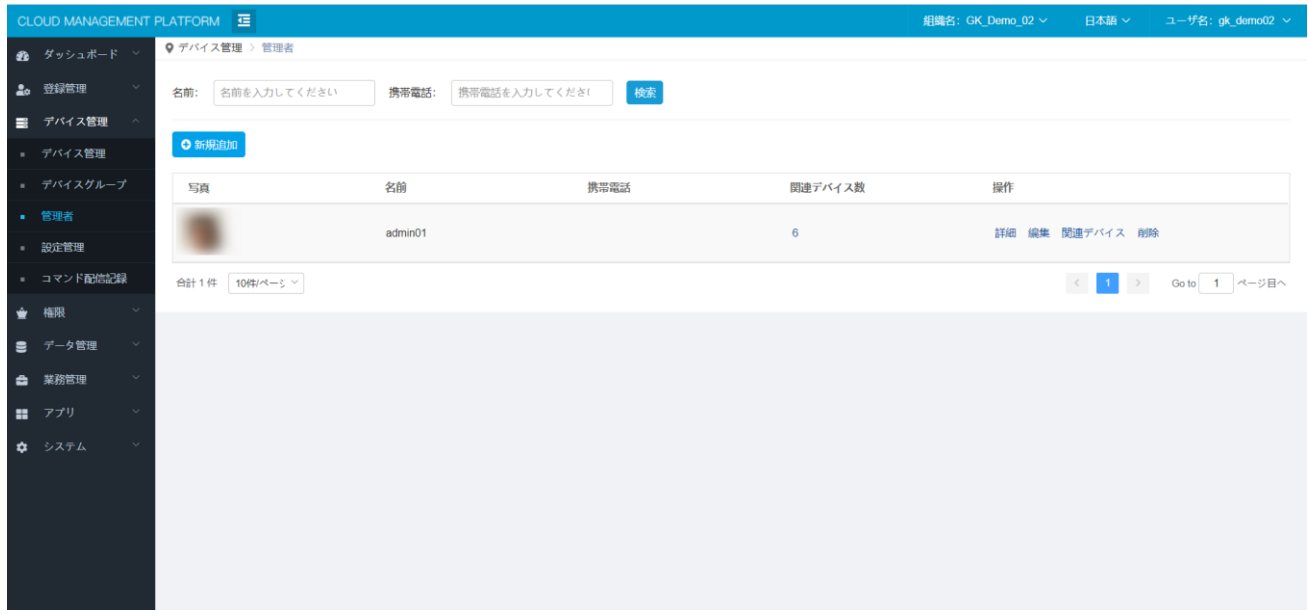 CLOUD MANAGEMENT PLATFORM 組織名: GK_Demo_02 日本語 ユーザ名: gk_demo02
ダッシュボード
登録管理
デバイス管理
デバイス管理
デバイスグループ
管理者
設定管理
コマンド配信記録
権限
データ管理
業務管理
アプリ
システム
デバイス管理 > 管理者
名前: 名前を入力してください 携帯電話: 携帯電話を入力してくださ 検索
新規追加
写真 名前 携帯電話 関連デバイス数 操作
admin01 6 詳細 編集 関連デバイス 削除
合計 1 件 10件/ページ < 1 > Go to 1 ページ目へ